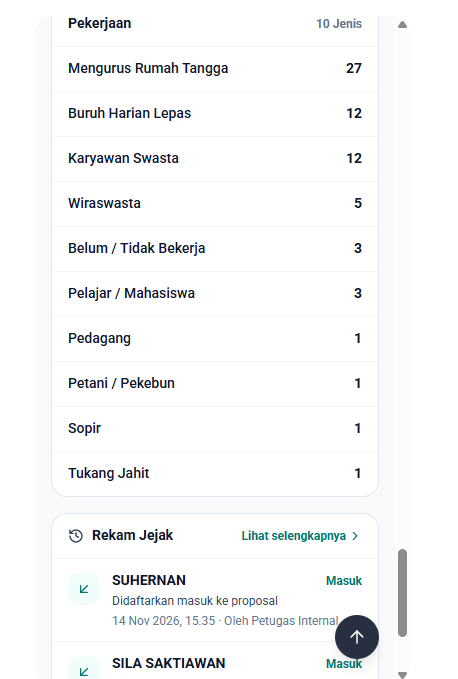 Pekerjaan 10 Jenis
Mengurus Rumah Tangga 27
Buruh Harian Lepas 12
Karyawan Swasta 12
Wiraswasta 5
Belum / Tidak Bekerja 3
Pelajar / Mahasiswa 3
Pedagang 1
Petani / Pekebun 1
Sopir 1
Tukang Jahit 1
Rekam Jejak Lihat selengkapnya
SUHERNAN Masuk
Didaftarkan masuk ke proposal
14 Nov 2026, 15.35 · Oleh Petugas Internal
SILA SAKTIAWAN Masuk